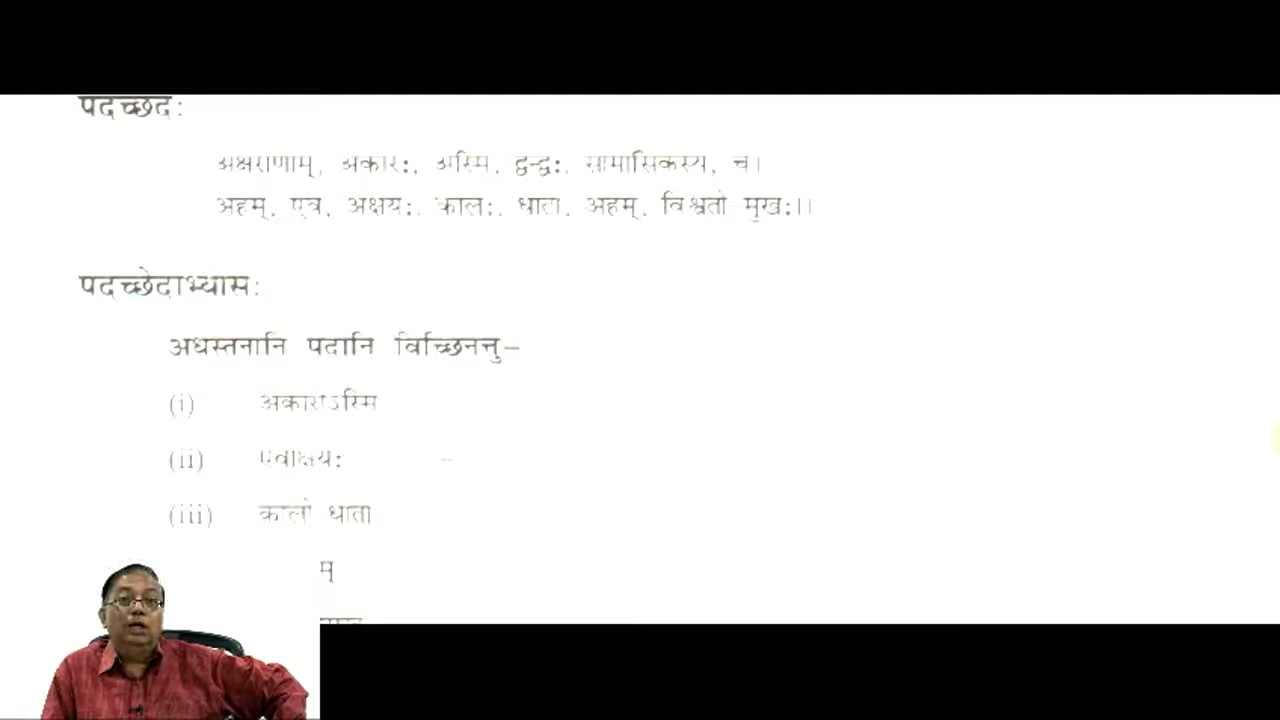 पदच्छेदः
अक्षराणाम्, अकारः, अस्मि, द्वन्द्वः, सामासिकस्य, च।
अहम्, एव, अक्षयः, कालः, धाता, अहम्, विश्वतो मुखः।।
पदच्छेदाभ्यासः
अधस्तनानि पदानि विच्छिनत्तु–
(i) अकाराऽस्मि
(ii) एवाक्षयः –
(iii) कालो धाता
म्